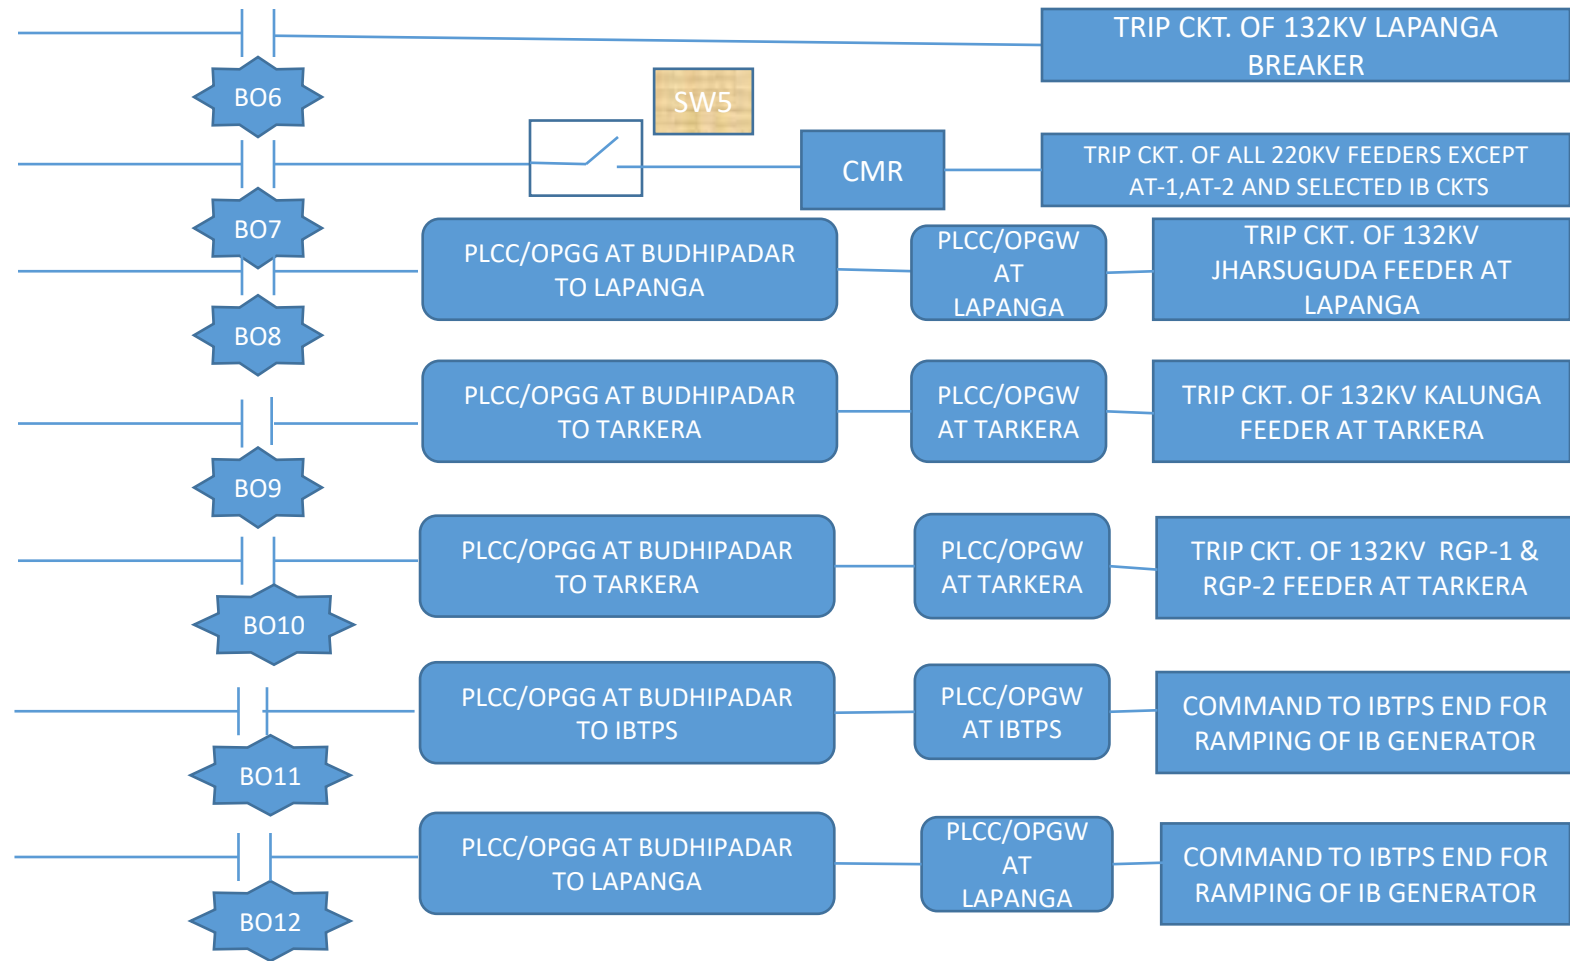 TRIP CKT. OF 132KV LAPANGA
BREAKER
BO6
SW5
CMR
TRIP CKT. OF ALL 220KV FEEDERS EXCEPT
AT-1,AT-2 AND SELECTED IB CKTS
BO7
PLCC/OPGG AT BUDHIPADAR
TO LAPANGA
PLCC/OPGW
AT
LAPANGA
TRIP CKT. OF 132KV
JHARSUGUDA FEEDER AT
LAPANGA
BO8
PLCC/OPGG AT BUDHIPADAR
TO TARKERA
PLCC/OPGW
AT TARKERA
TRIP CKT. OF 132KV KALUNGA
FEEDER AT TARKERA
BO9
PLCC/OPGG AT BUDHIPADAR
TO TARKERA
PLCC/OPGW
AT TARKERA
TRIP CKT. OF 132KV RGP-1 &
RGP-2 FEEDER AT TARKERA
BO10
PLCC/OPGG AT BUDHIPADAR
TO IBTPS
PLCC/OPGW
AT IBTPS
COMMAND TO IBTPS END FOR
RAMPING OF IB GENERATOR
BO11
PLCC/OPGG AT BUDHIPADAR
TO LAPANGA
PLCC/OPGW
AT
LAPANGA
COMMAND TO IBTPS END FOR
RAMPING OF IB GENERATOR
BO12